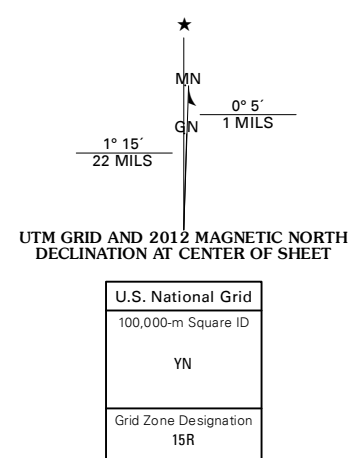 ★
MN
0° 5´
1 MILS
GN
1° 15´
22 MILS
UTM GRID AND 2012 MAGNETIC NORTH
DECLINATION AT CENTER OF SHEET
U.S. National Grid
100,000-m Square ID
YN
Grid Zone Designation
15R